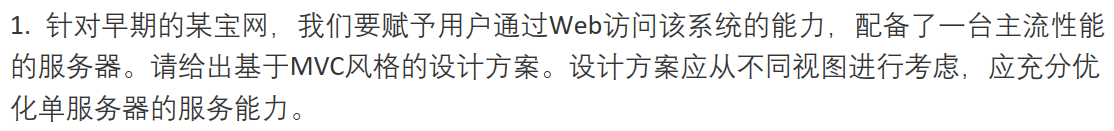 1. 针对早期的某宝网，我们要赋予用户通过Web访问该系统的能力，配备了一台主流性能
的服务器。请给出基于MVC风格的设计方案。设计方案应从不同视图进行考虑，应充分优
化单服务器的服务能力。